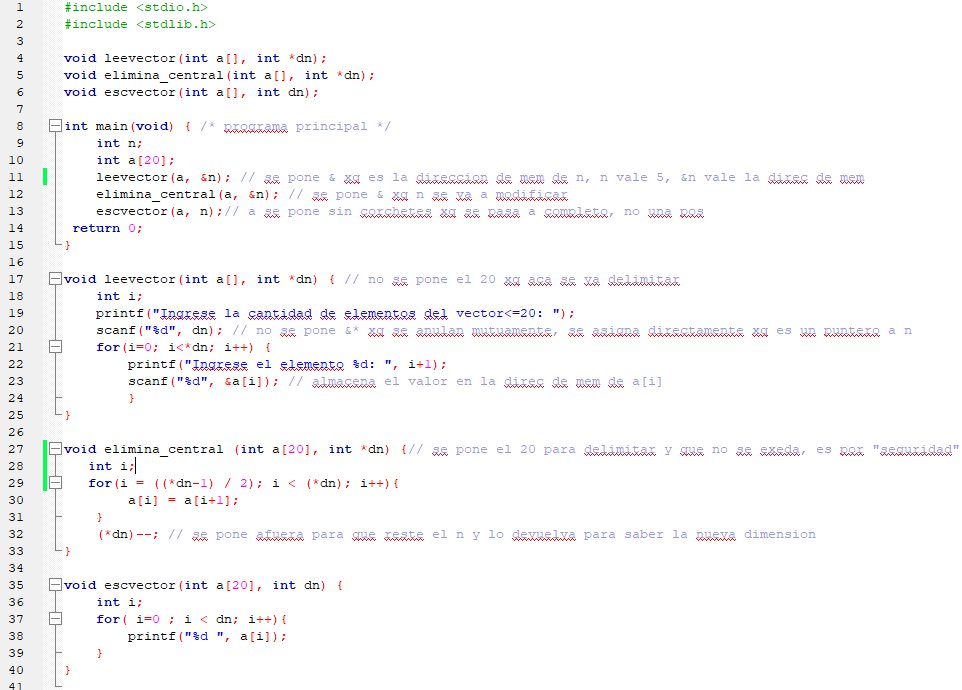 1 #include <stdio.h>
2 #include <stdlib.h>
3
4 void leevector(int a[], int *dn);
5 void elimina_central(int a[], int *dn);
6 void escvector(int a[], int dn);
7
8 int main(void) { /* programa principal */
9 int n;
10 int a[20];
11 leevector(a, &n); // se pone & xq es la direccion de mem de n, n vale 5, &n vale la direc de mem
12 elimina_central(a, &n); // se pone & xq n se va a modificar
13 escvector(a, n);// a se pone sin corchetes xq se pasa a completo, no una pos
14 return 0;
15 }
16
17 void leevector(int a[], int *dn) { // no se pone el 20 xq aca se va delimitar
18 int i;
19 printf("Ingrese la cantidad de elementos del vector<=20: ");
20 scanf("%d", dn); // no se pone &* xq se anulan mutuamente, se asigna directamente xq es un puntero a n
21 for(i=0; i<*dn; i++) {
22 printf("Ingrese el elemento %d: ", i+1);
23 scanf("%d", &a[i]); // almacena el valor en la direc de mem de a[i]
24 }
25 }
26
27 void elimina_central (int a[20], int *dn) {// se pone el 20 para delimitar y que no se exeda, es por "seguridad"
28 int i;
29 for(i = ((*dn-1) / 2); i < (*dn); i++){
30 a[i] = a[i+1];
31 }
32 (*dn)--; // se pone afuera para que reste el n y lo devuelva para saber la nueva dimension
33 }
34
35 void escvector(int a[20], int dn) {
36 int i;
37 for( i=0 ; i < dn; i++){
38 printf("%d ", a[i]);
39 }
40 }
41